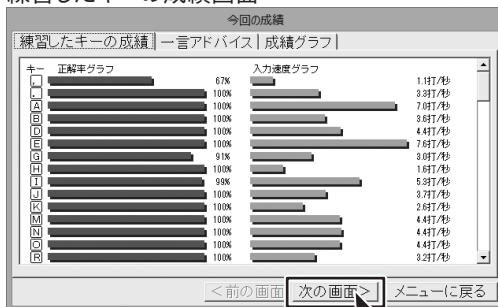 練習したキーの成績画面
今回の成績
練習したキーの成績 一言アドバイス 成績グラフ
キー 正解率グラフ 入力速度グラフ
, 67% 1.1打/秒
. 100% 3.3打/秒
A 100% 7.0打/秒
B 100% 3.6打/秒
D 100% 4.4打/秒
E 100% 7.6打/秒
G 91% 3.0打/秒
H 100% 1.6打/秒
I 99% 5.3打/秒
J 100% 3.7打/秒
K 100% 2.6打/秒
M 100% 4.4打/秒
N 100% 4.4打/秒
O 100% 4.4打/秒
R 100% 3.2打/秒
<前の画面 次の画面> メニューに戻る